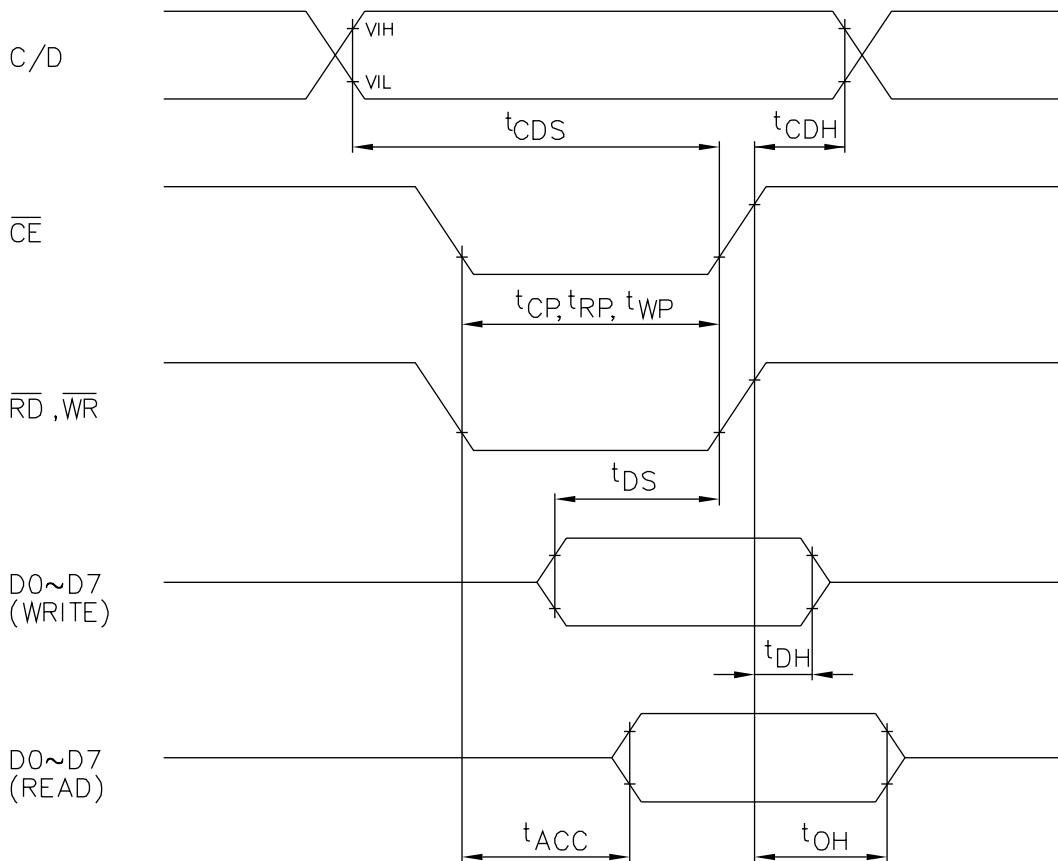 C/D
VIH
VIL
tCDS
tCDH
CE
tCP, tRP, tWP
RD ,WR
tDS
D0~D7
(WRITE)
tDH
D0~D7
(READ)
tACC
tOH